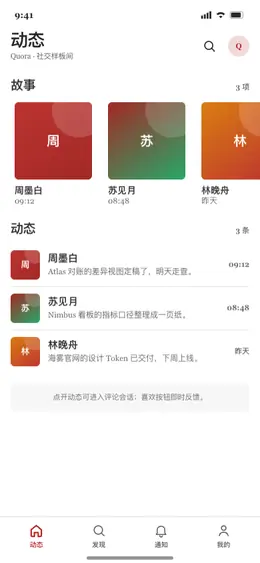 9:41
动态
Quora · 社交样板间
Q
故事
3 项
周
苏
林
周墨白
09:12
苏见月
08:48
林晚舟
昨天
动态
3 条
周
周墨白
Atlas 对账的差异视图定稿了，明天走查。
09:12
苏
苏见月
Nimbus 看板的指标口径整理成一页纸。
08:48
林
林晚舟
海雾官网的设计 Token 已交付，下周上线。
昨天
点开动态可进入评论会话；喜欢按钮即时反馈。
动态
发现
通知
我的